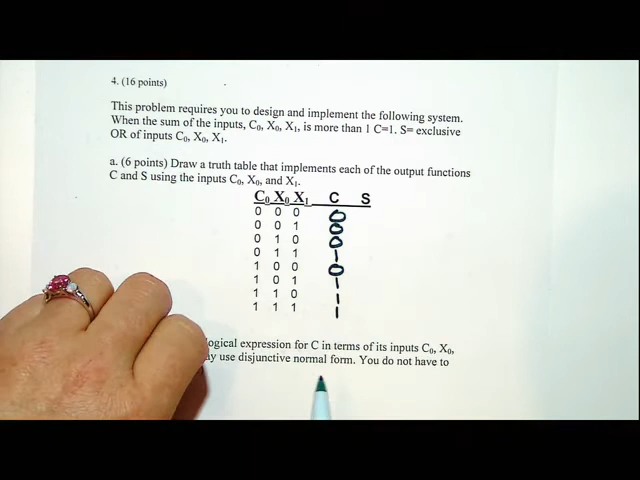 4. (16 points)
This problem requires you to design and implement the following system.
When the sum of the inputs, C₀, X₀, X₁, is more than 1 C=1. S= exclusive
OR of inputs C₀, X₀, X₁.
a. (6 points) Draw a truth table that implements each of the output functions
C and S using the inputs C₀, X₀, and X₁.
C₀ X₀ X₁ C S
0 0 0 0
0 0 1 0
0 1 0 0
0 1 1 1
1 0 0 0
1 0 1 1
1 1 0 1
1 1 1 1
logical expression for C in terms of its inputs C₀, X₀,
use disjunctive normal form. You do not have to